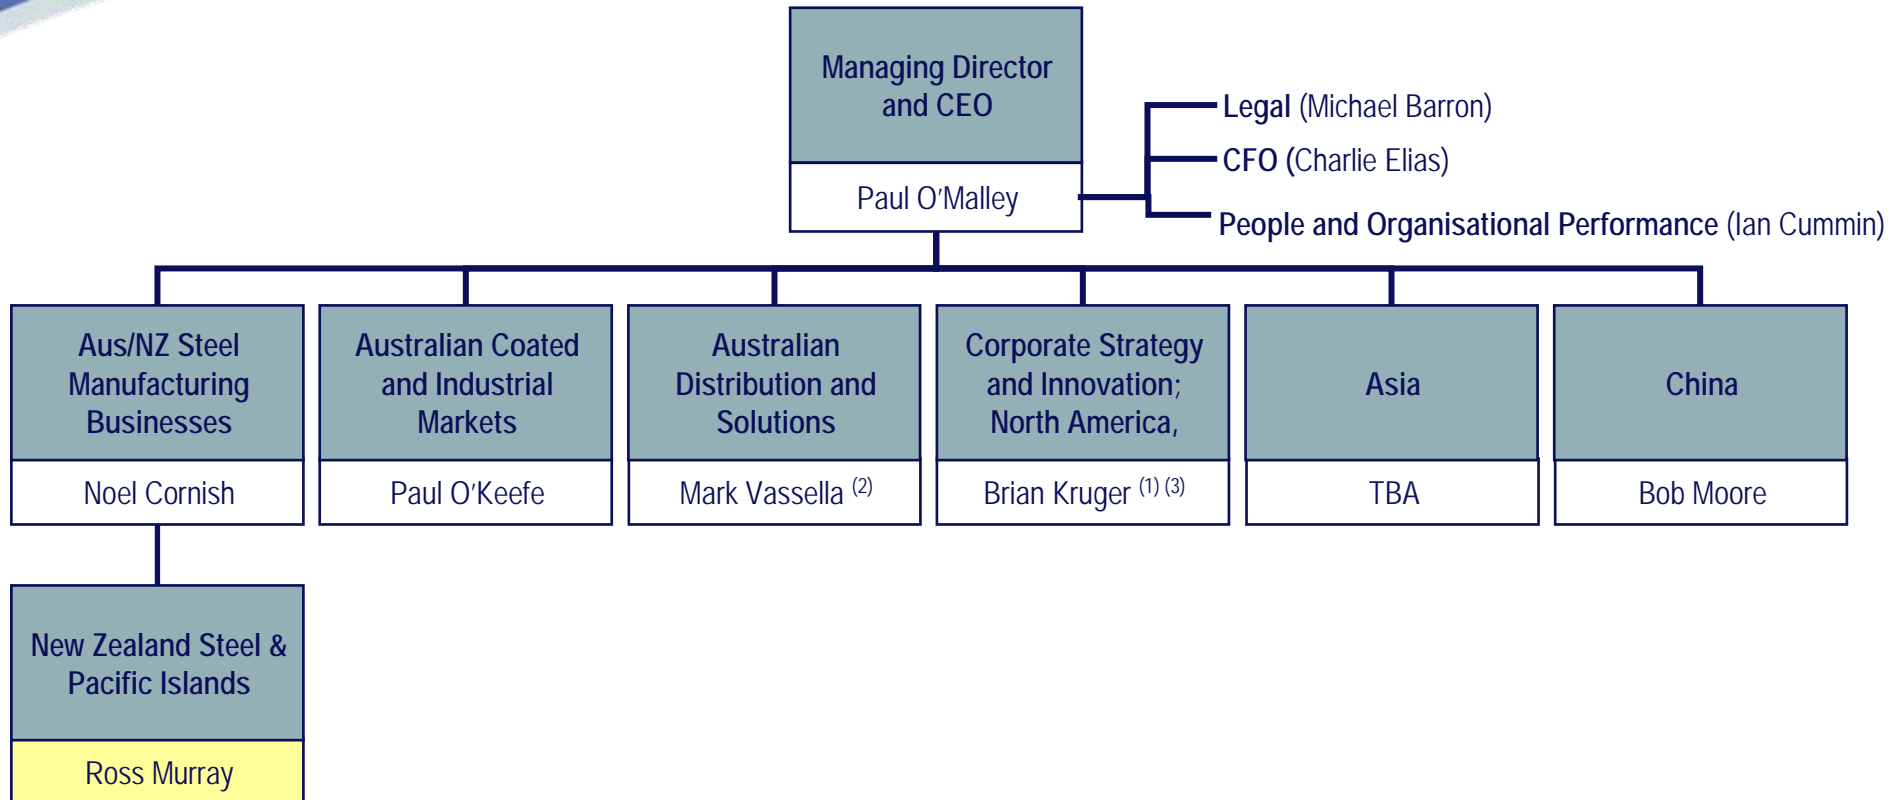 Managing Director
and CEO
Paul O'Malley
Legal (Michael Barron)
CFO (Charlie Elias)
People and Organisational Performance (Ian Cummin)
Aus/NZ Steel
Manufacturing
Businesses
Noel Cornish
Australian Coated
and Industrial
Markets
Paul O'Keefe
Australian
Distribution and
Solutions
Mark Vassella (2)
Corporate Strategy
and Innovation;
North America,
Brian Kruger (1) (3)
Asia
TBA
China
Bob Moore
New Zealand Steel &
Pacific Islands
Ross Murray